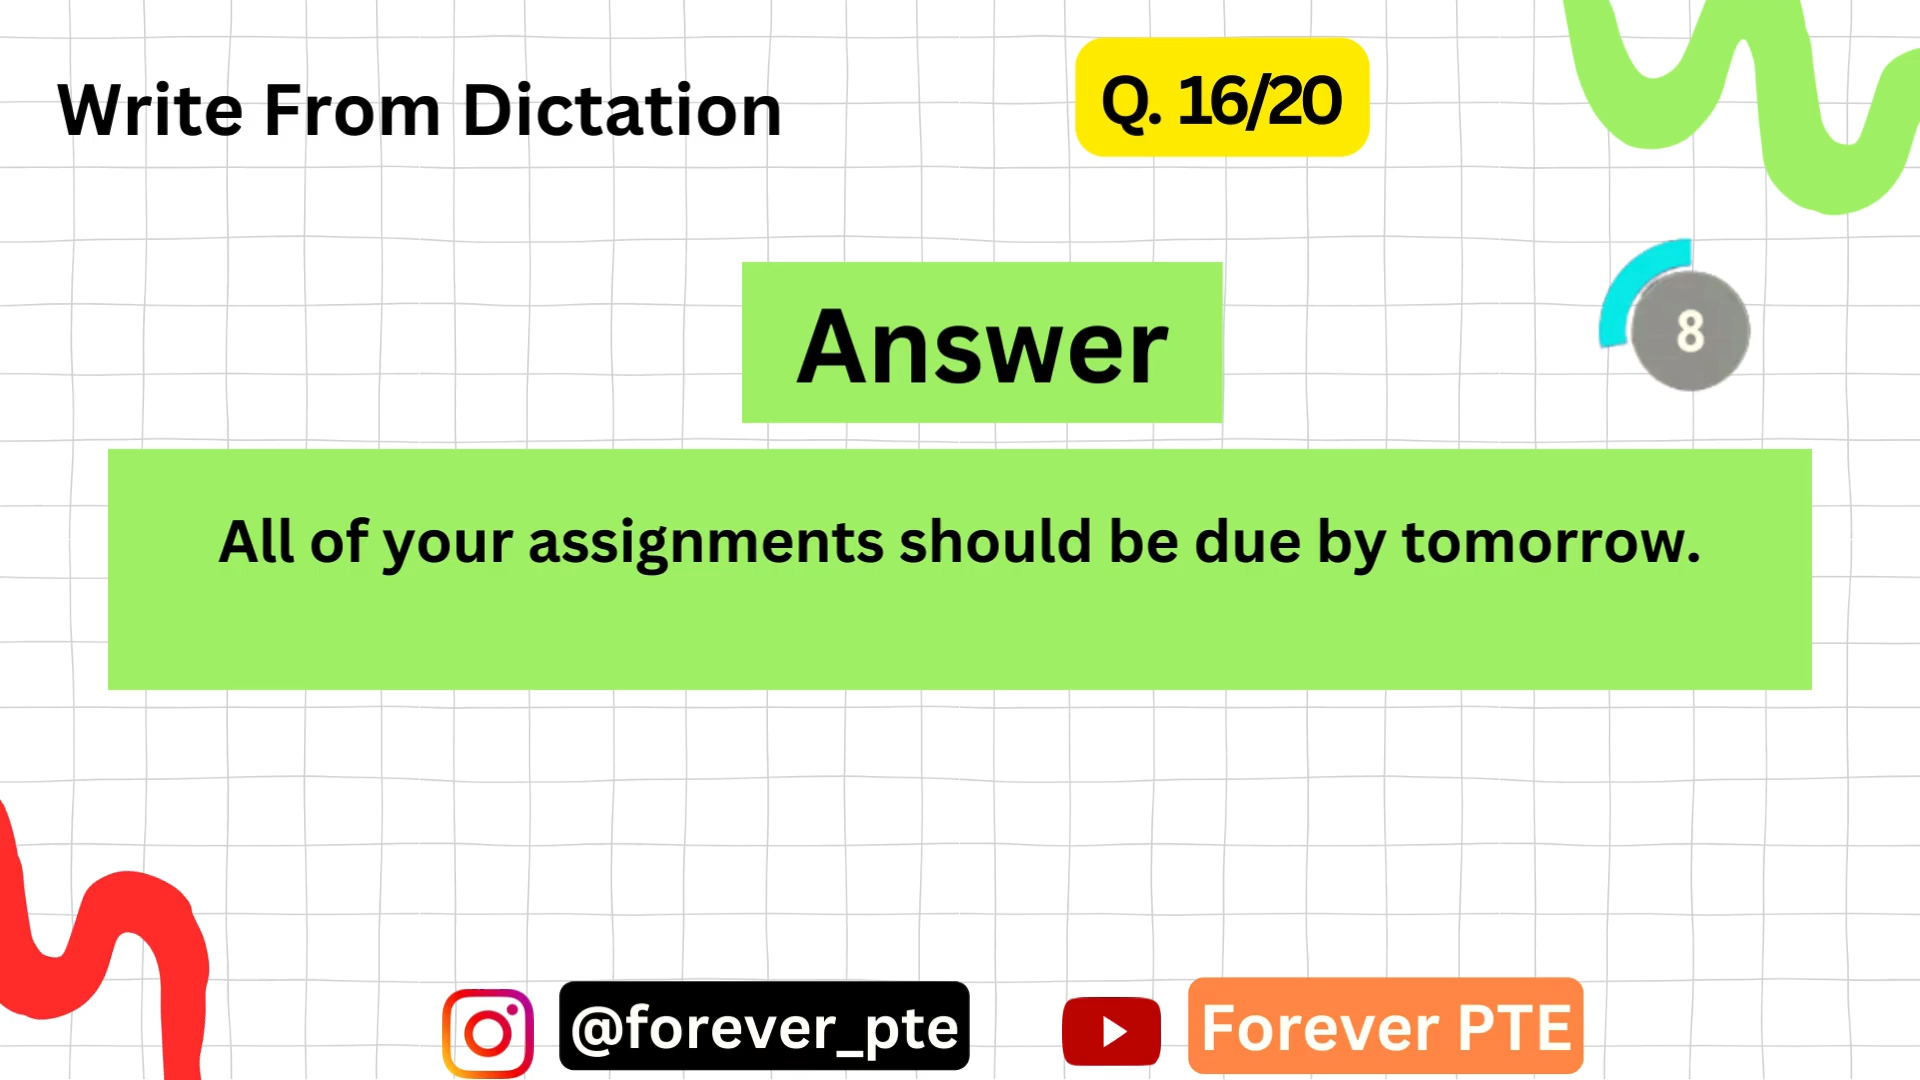 Write From Dictation
Q. 16/20
Answer
8
All of your assignments should be due by tomorrow.
@forever_pte
Forever PTE